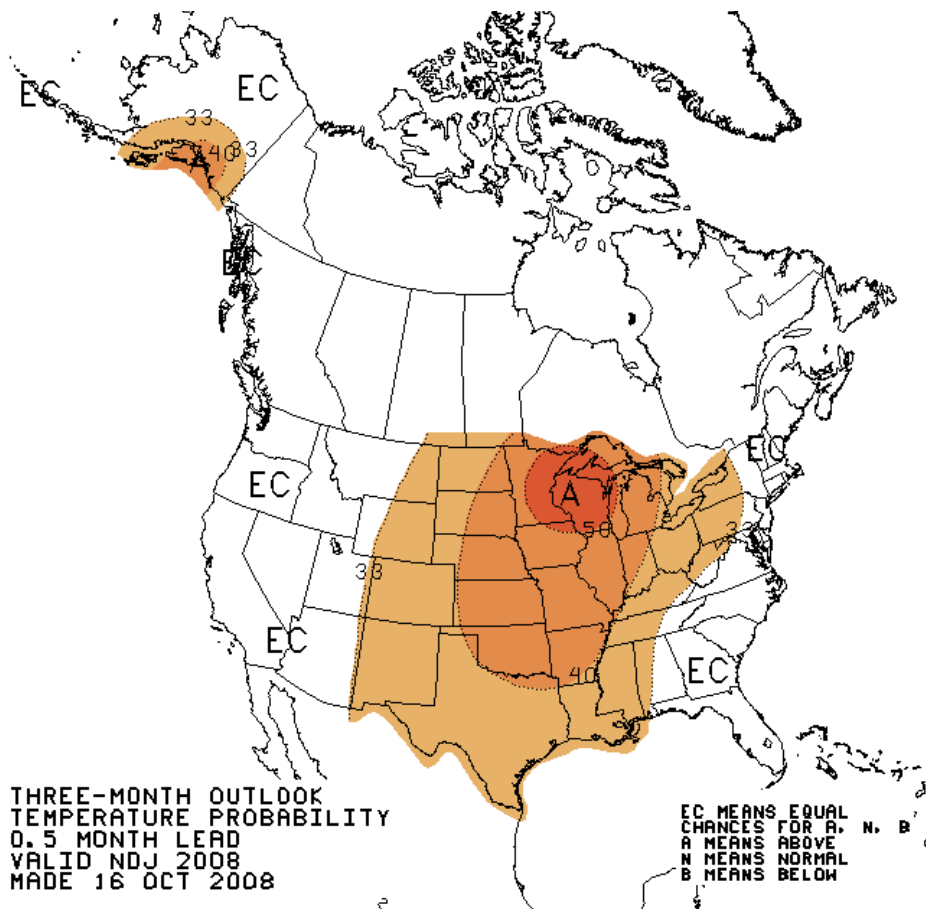 EC
EC
33
A
40
33
EC
EC
EC
A
50
33
33
EC
40
EC
THREE-MONTH OUTLOOK
TEMPERATURE PROBABILITY
0.5 MONTH LEAD
VALID NDJ 2008
MADE 16 OCT 2008
EC MEANS EQUAL
CHANCES FOR A, N, B
A MEANS ABOVE
N MEANS NORMAL
B MEANS BELOW